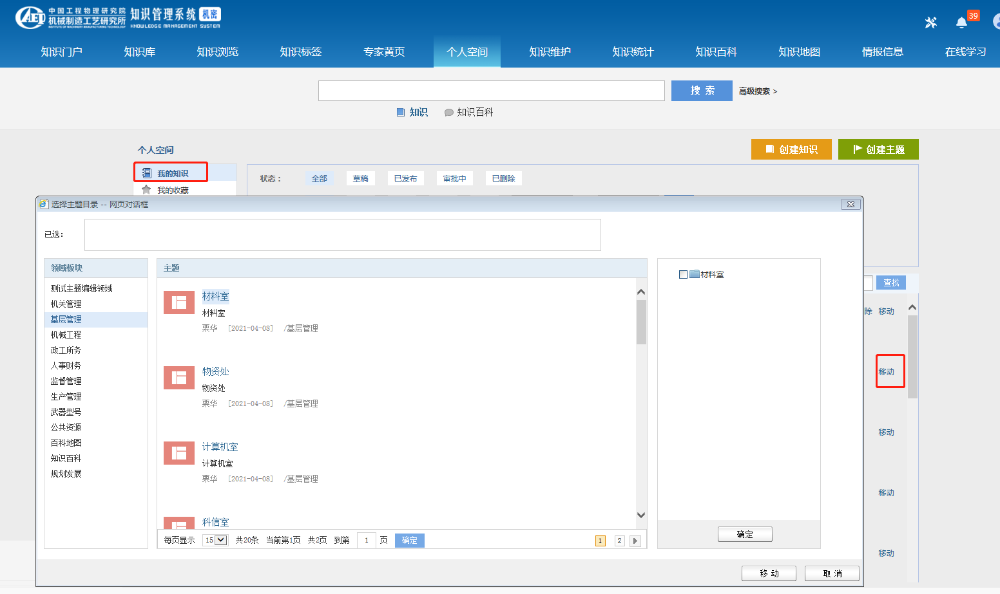 中国工程物理研究院
机械制造工艺研究所
INSTITUTE OF MACHINERY MANUFACTURING TECHNOLOGY
知识管理系统 机密
KNOWLEDGE MANAGEMENT SYSTEM
39
知识门户 知识库 知识浏览 知识标签 专家黄页 个人空间 知识维护 知识统计 知识百科 知识地图 情报信息 在线学习
搜 索 高级搜索 >
知识 知识百科
个人空间 创建知识 创建主题
我的知识
我的收藏
状态： 全部 草稿 已发布 审批中 已删除
选择主题目录 -- 网页对话框
已选：
领域板块
测试主题编辑领域
机关管理
基层管理
机械工程
政工所务
人事财务
监督管理
生产管理
武器型号
公共资源
百科地图
知识百科
规划发展
主题
材料室
材料室
栗华 [2021-04-08] /基层管理
物资处
物资处
栗华 [2021-04-08] /基层管理
计算机室
计算机室
栗华 [2021-04-08] /基层管理
科信室
每页显示 15 共20条 当前第1页 共2页 到第 1 页 确定 1 2
材料室
确定
移 动 取 消
查找
除 移动
移动
移动
移动
移动